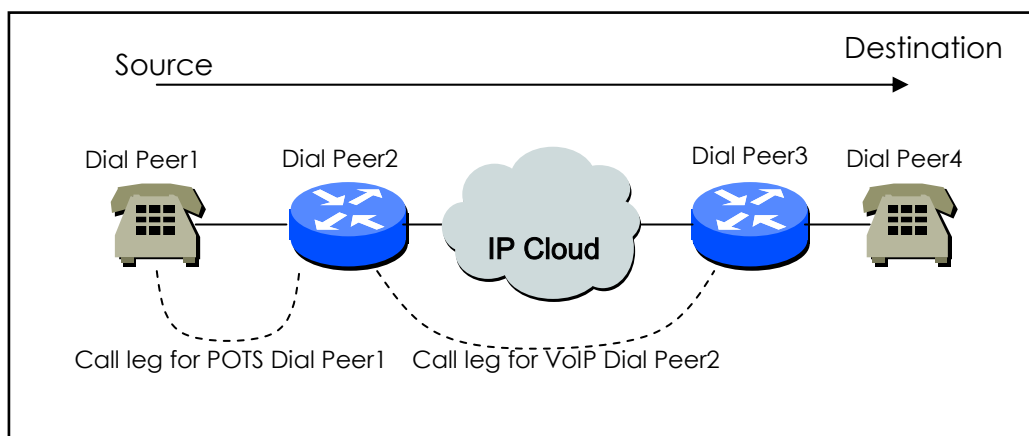 Source
Destination
Dial Peer1
Dial Peer2
Dial Peer3
Dial Peer4
IP Cloud
Call leg for POTS Dial Peer1
Call leg for VoIP Dial Peer2